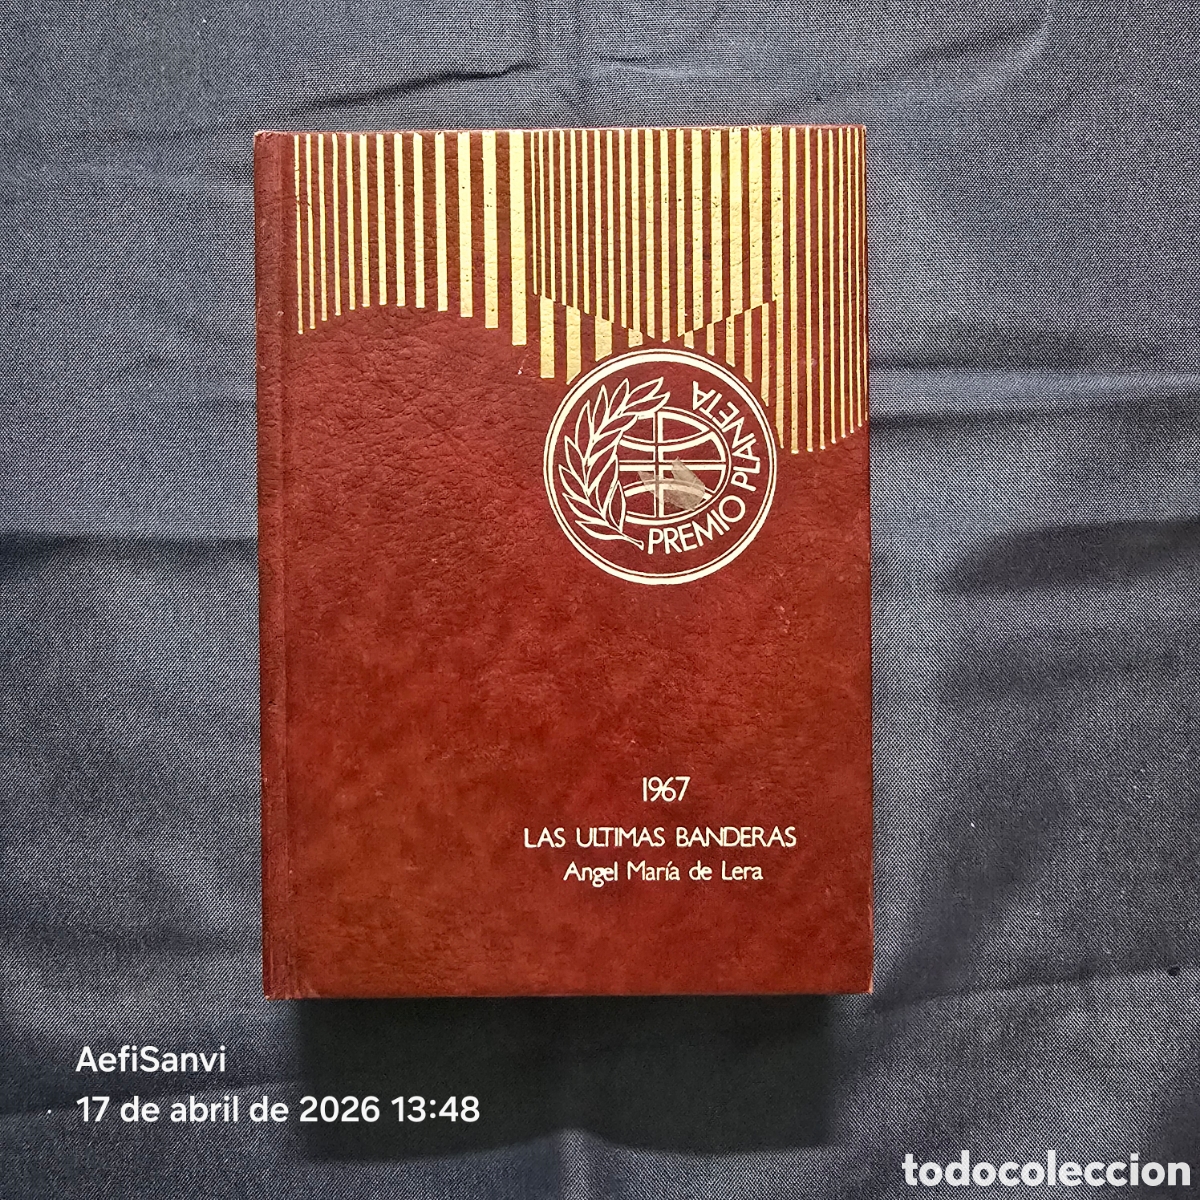 PREMIO PLANETA
1967
LAS ULTIMAS BANDERAS
Angel María de Lera
AefiSanvi
17 de abril de 2026 13:48
todocoleccion